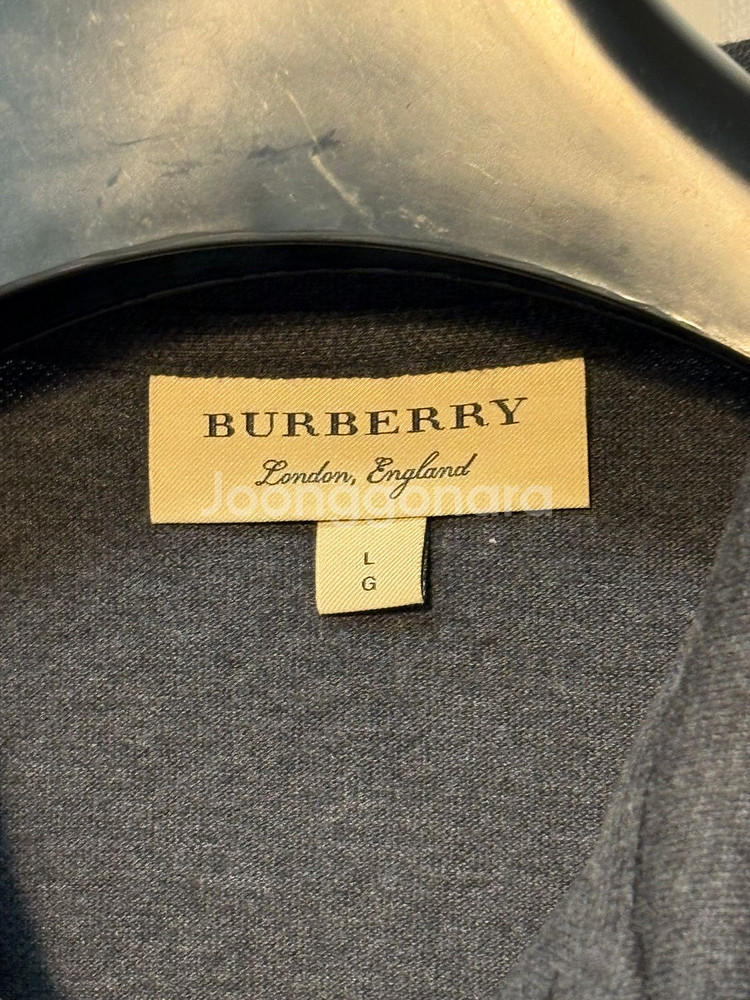 BURBERRY
London, England
Joonggonara
L
G